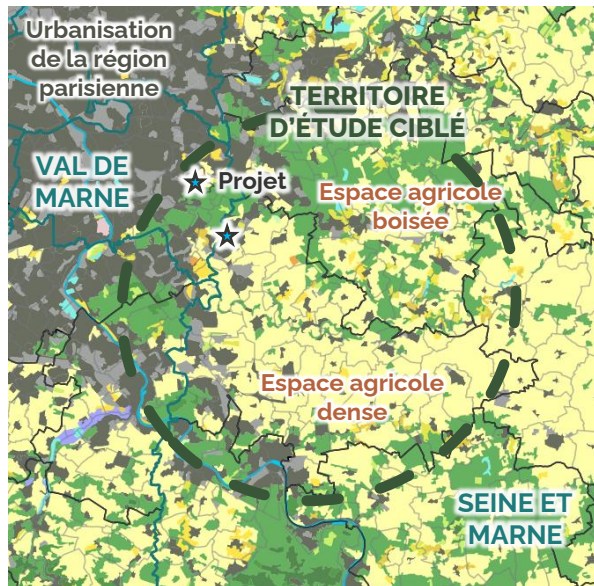 Urbanisation
de la région
parisienne
TERRITOIRE
D'ÉTUDE CIBLÉ
VAL DE
MARNE
Projet
Espace agricole
boisée
Espace agricole
dense
SEINE ET
MARNE